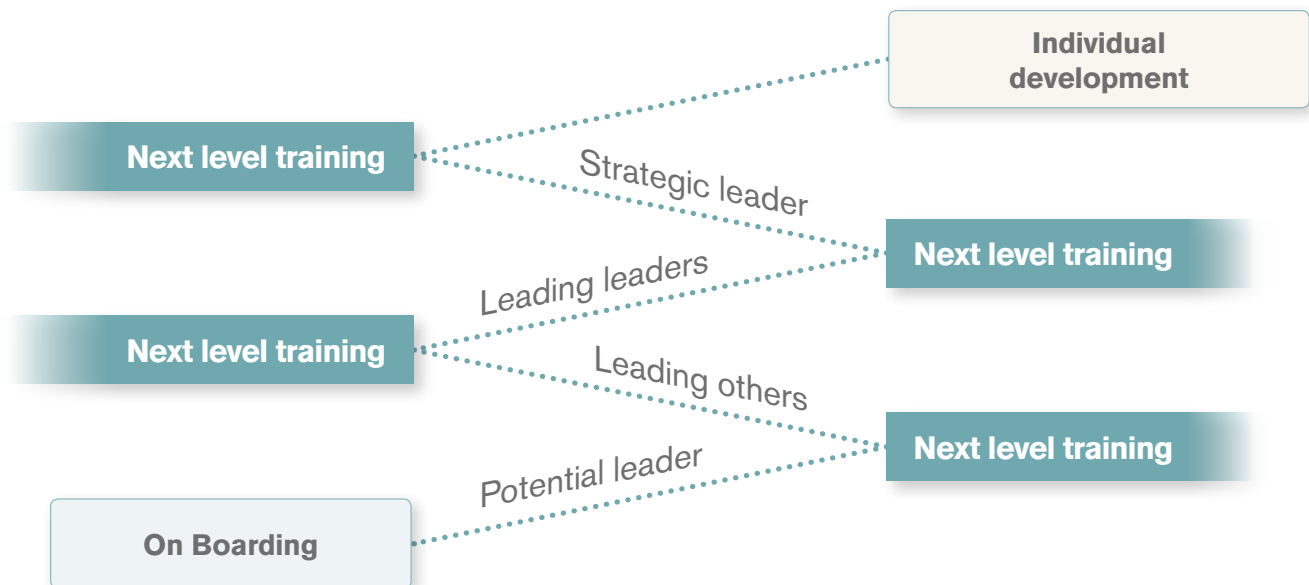 Individual
development
Next level training
Strategic leader
Next level training
Leading leaders
Next level training
Leading others
Next level training
Potential leader
On Boarding